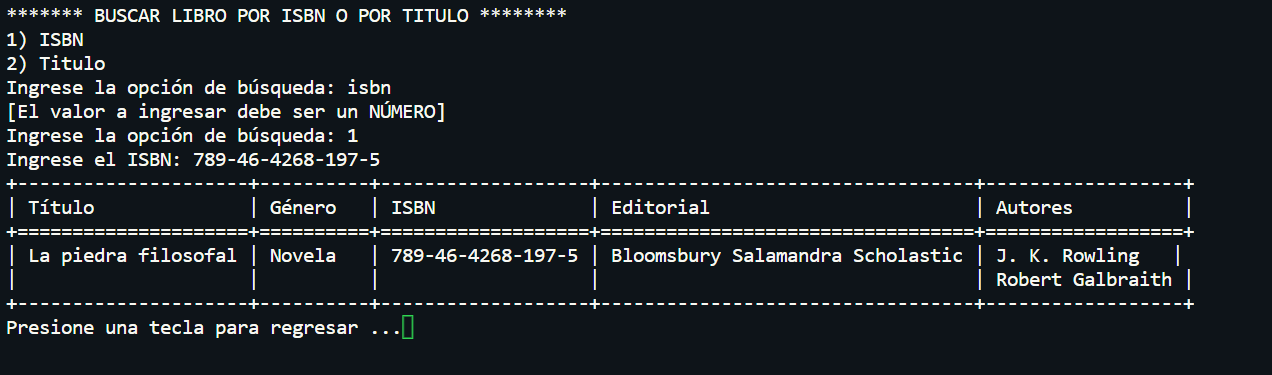 ******* BUSCAR LIBRO POR ISBN O POR TITULO ********
1) ISBN
2) Titulo
Ingrese la opción de búsqueda: isbn
[El valor a ingresar debe ser un NÚMERO]
Ingrese la opción de búsqueda: 1
Ingrese el ISBN: 789-46-4268-197-5
+---------------------+----------+-------------------+----------------------------------+------------------+
| Título              | Género   | ISBN              | Editorial                        | Autores          |
+=====================+==========+===================+==================================+==================+
| La piedra filosofal | Novela   | 789-46-4268-197-5 | Bloomsbury Salamandra Scholastic | J. K. Rowling   |
|                     |          |                   |                                  | Robert Galbraith |
+---------------------+----------+-------------------+----------------------------------+------------------+
Presione una tecla para regresar ...